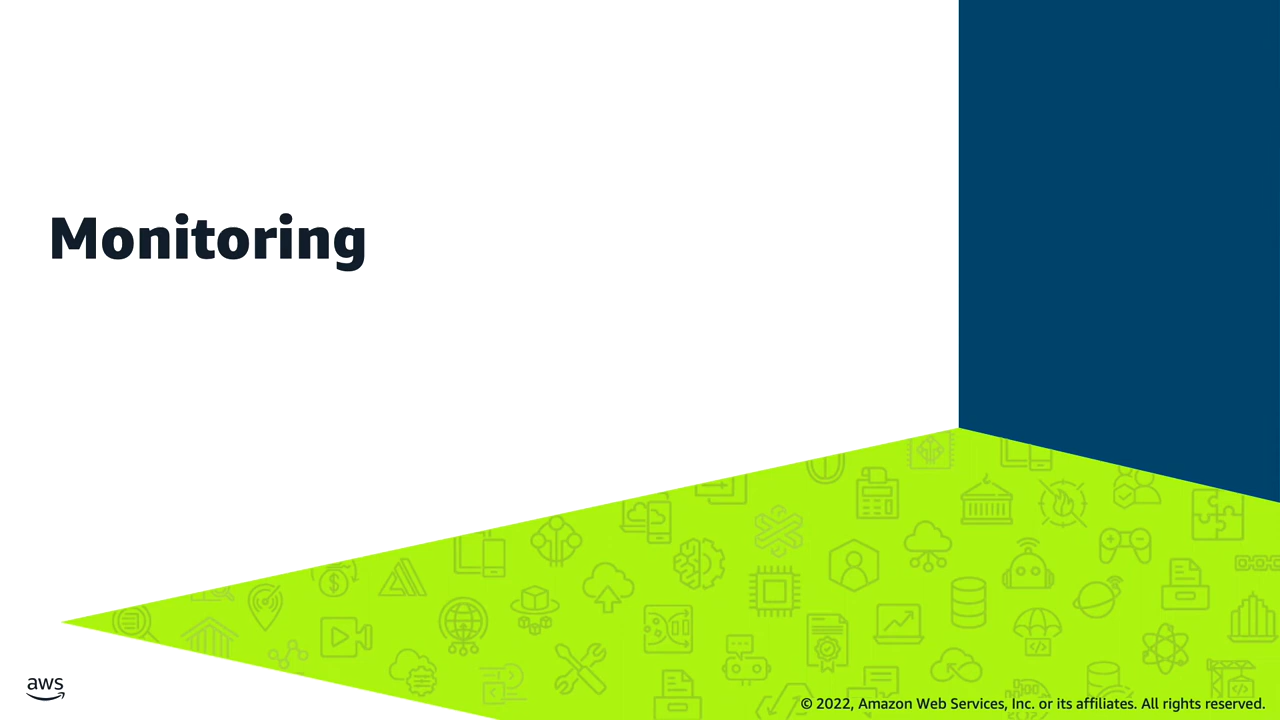 Monitoring
aws
© 2022, Amazon Web Services, Inc. or its affiliates. All rights reserved.